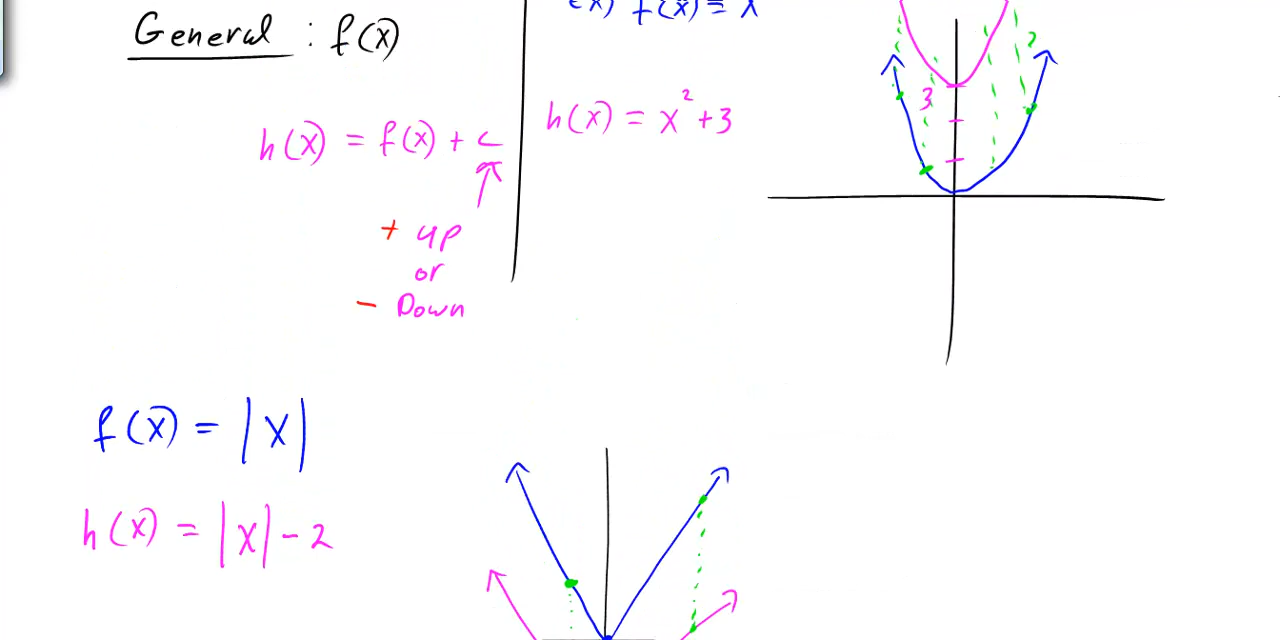 General : f(x)
h(x) = f(x) + c
+ up
or
- Down
f(x) = x
h(x) = x² + 3
3
f(x) = |x|
h(x) = |x| - 2